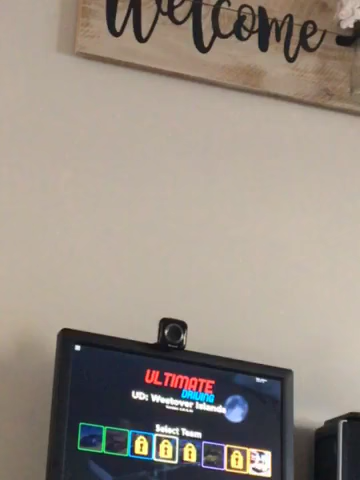 Welcome
ULTIMATE
DRIVING
UD: Westover Islands
Select Team